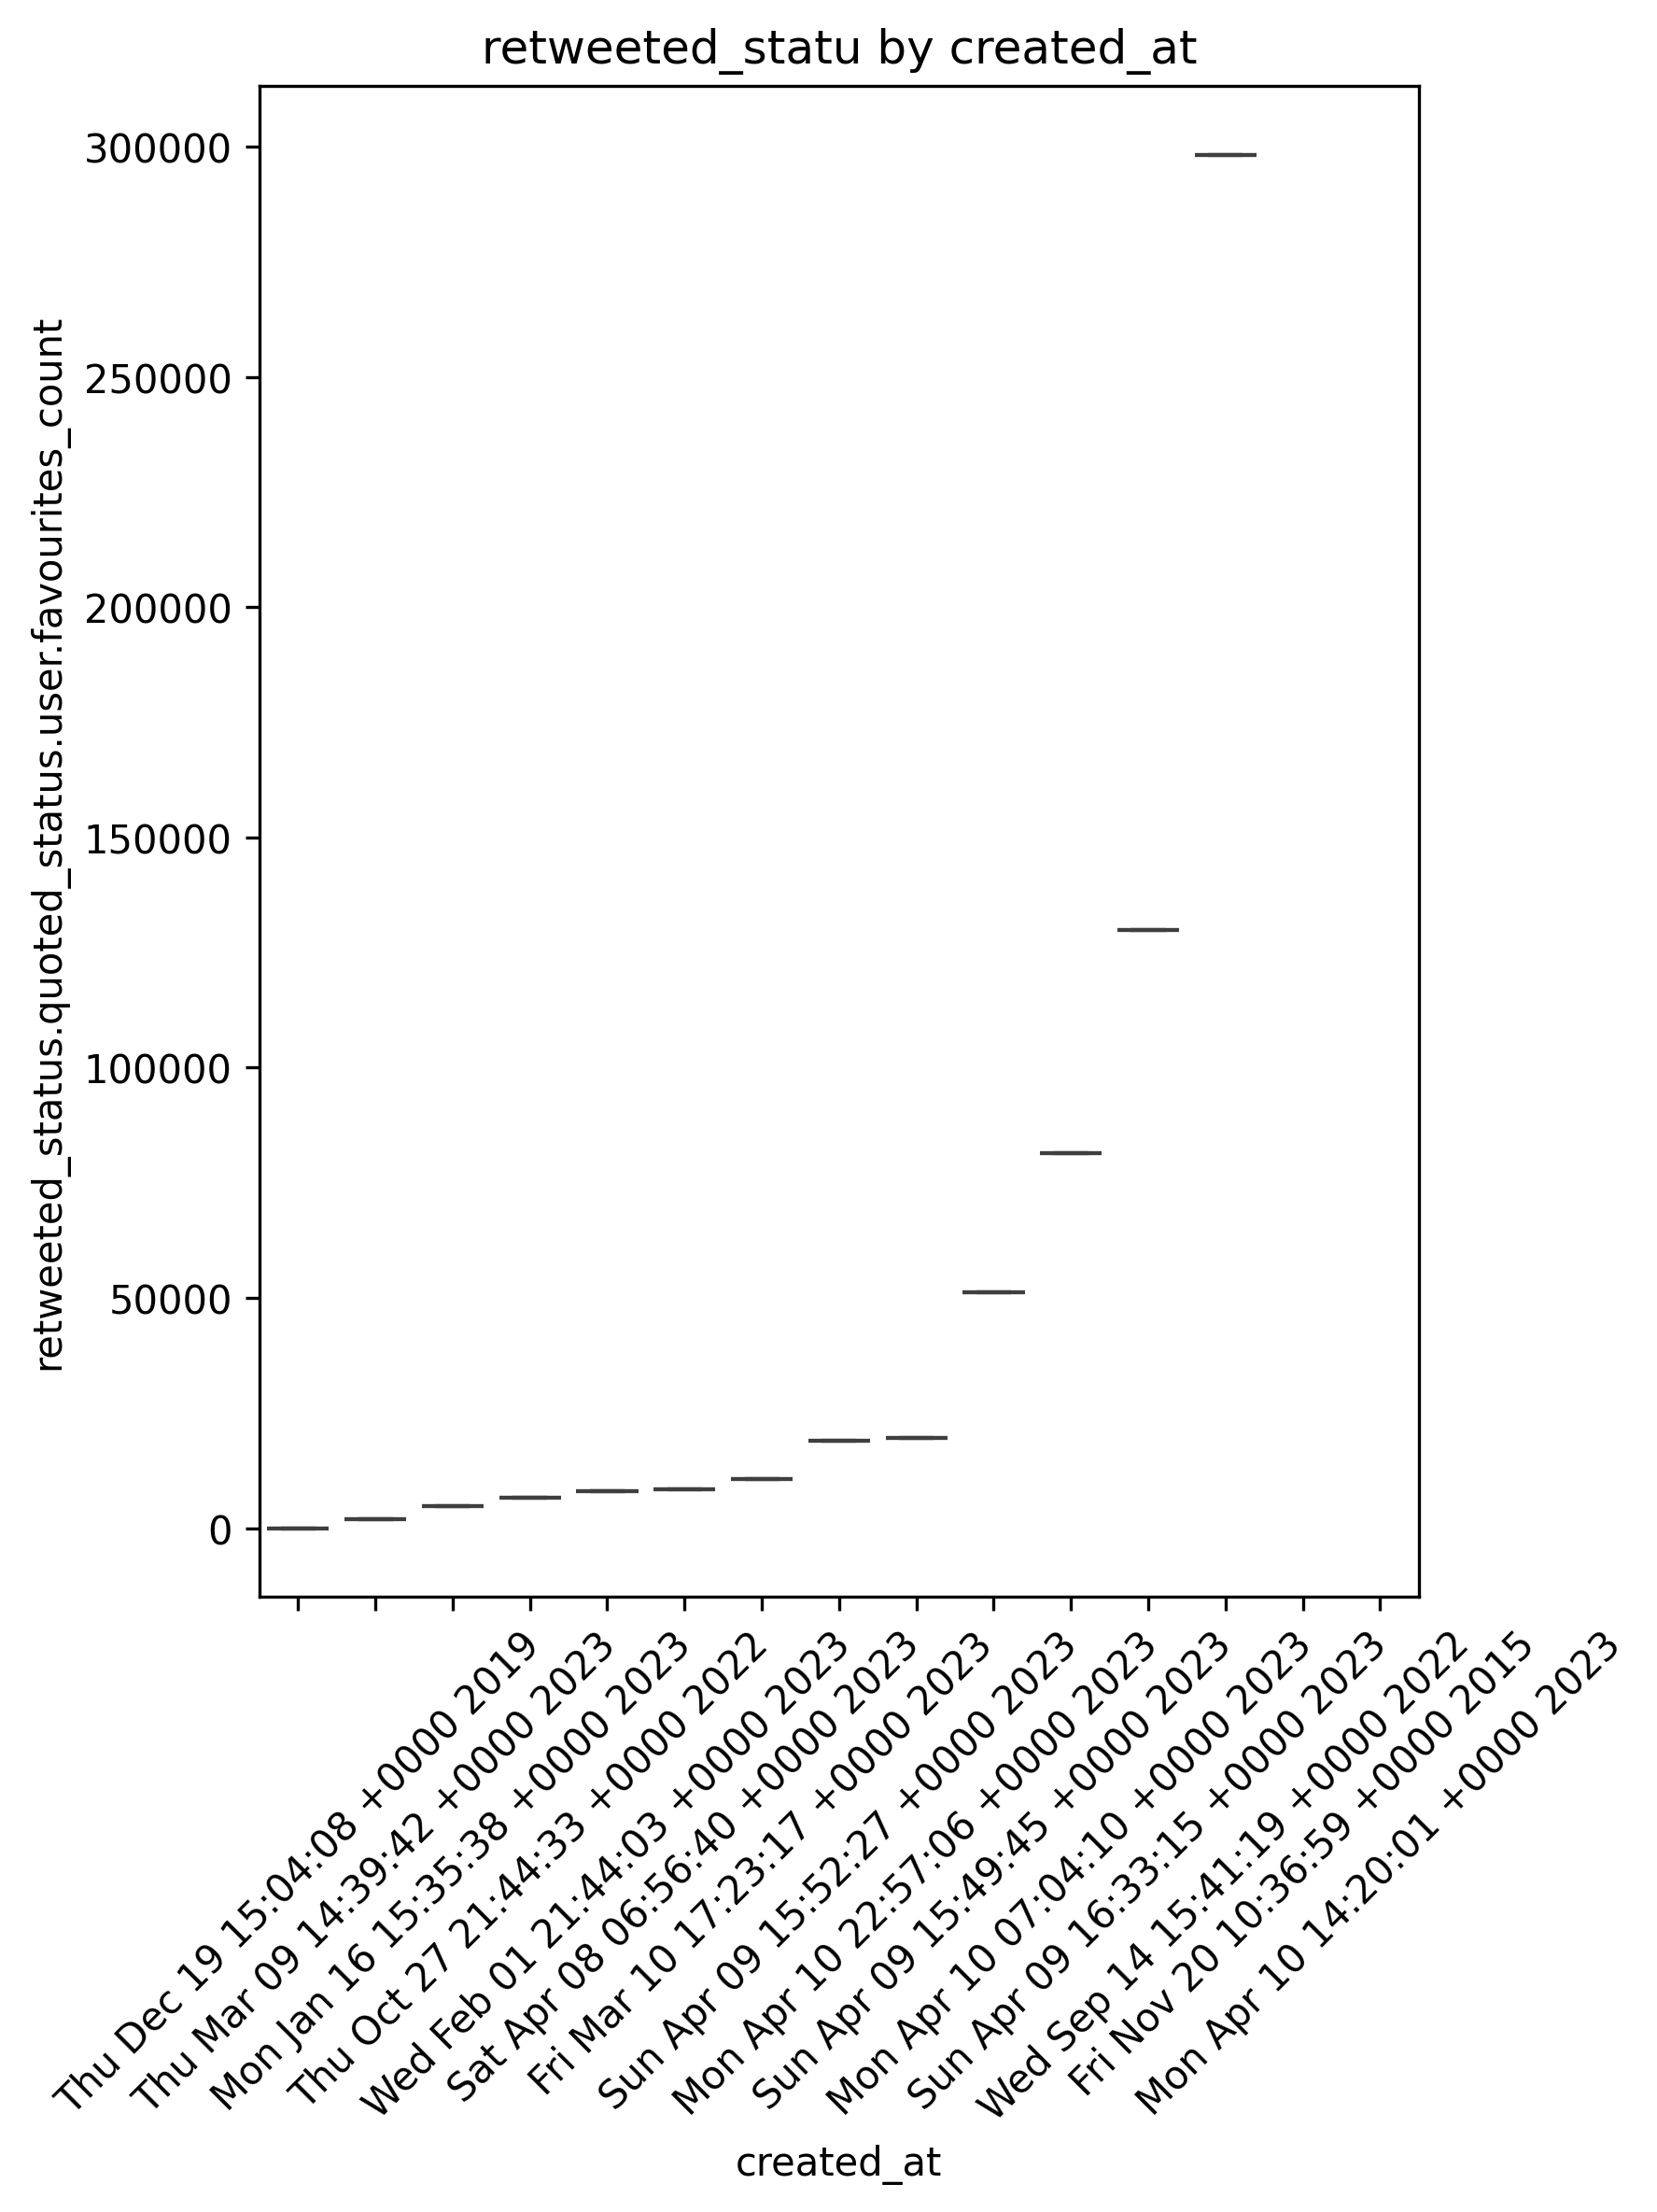 retweeted_statu by created_at
retweeted_status.quoted_status.user.favourites_count
300000
250000
200000
150000
100000
50000
0
Thu Dec 19 15:04:08 +0000 2019
Thu Mar 09 14:39:42 +0000 2023
Mon Jan 16 15:35:38 +0000 2023
Thu Oct 27 21:44:33 +0000 2022
Wed Feb 01 21:44:03 +0000 2023
Sat Apr 08 06:56:40 +0000 2023
Fri Mar 10 17:23:17 +0000 2023
Sun Apr 09 15:52:27 +0000 2023
Mon Apr 10 22:57:06 +0000 2023
Sun Apr 09 15:49:45 +0000 2023
Mon Apr 10 07:04:10 +0000 2023
Sun Apr 09 16:33:15 +0000 2023
Wed Sep 14 15:41:19 +0000 2022
Fri Nov 20 10:36:59 +0000 2015
Mon Apr 10 14:20:01 +0000 2023
created_at